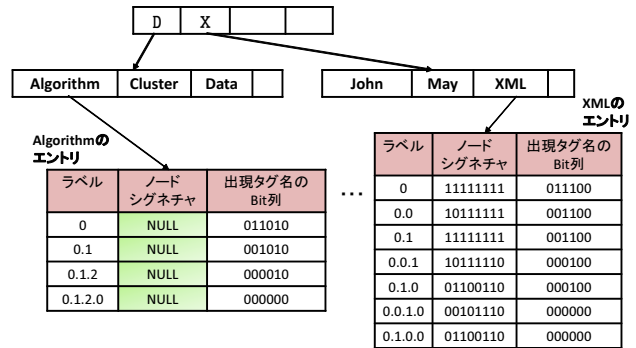 D X
Algorithm Cluster Data
John May XML
XMLの
エントリ
Algorithmの
エントリ
ラベル ノード
シグネチャ 出現タグ名の
Bit列
0 NULL 011010
0.1 NULL 001010
0.1.2 NULL 000010
0.1.2.0 NULL 000000
...
ラベル ノード
シグネチャ 出現タグ名の
Bit列
0 11111111 011100
0.0 10111111 001100
0.1 11111111 001100
0.0.1 10111110 000100
0.1.0 01100110 000100
0.0.1.0 00101110 000000
0.1.0.0 01100110 000000